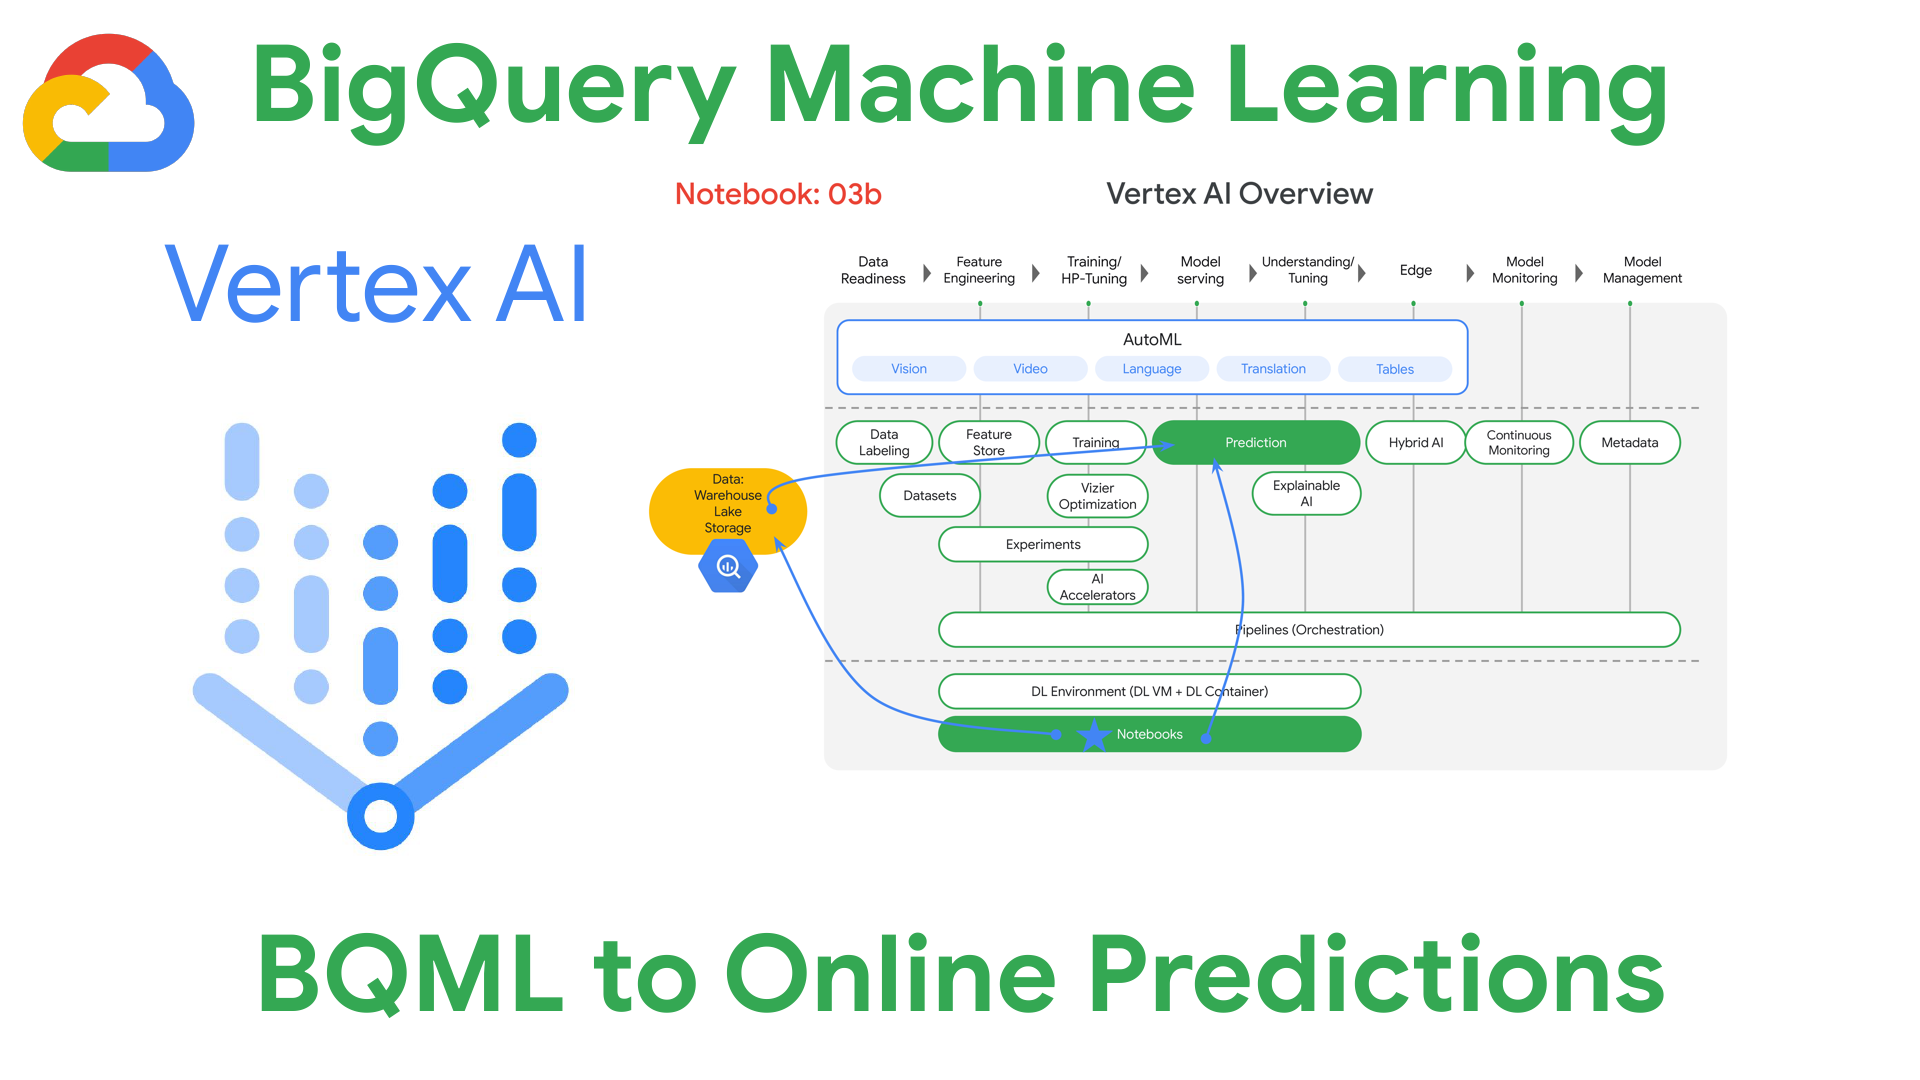 BigQuery Machine Learning
Notebook: 03b
Vertex AI Overview
Vertex AI
Data
Readiness
Feature
Engineering
Training/
HP-Tuning
Model
serving
Understanding/
Tuning
Edge
Model
Monitoring
Model
Management
AutoML
Vision
Video
Language
Translation
Tables
Data
Labeling
Feature
Store
Training
Prediction
Hybrid AI
Continuous
Monitoring
Metadata
Data:
Warehouse
Lake
Storage
Datasets
Vizier
Optimization
Explainable
AI
Experiments
AI
Accelerators
Pipelines (Orchestration)
DL Environment (DL VM + DL Container)
Notebooks
BQML to Online Predictions